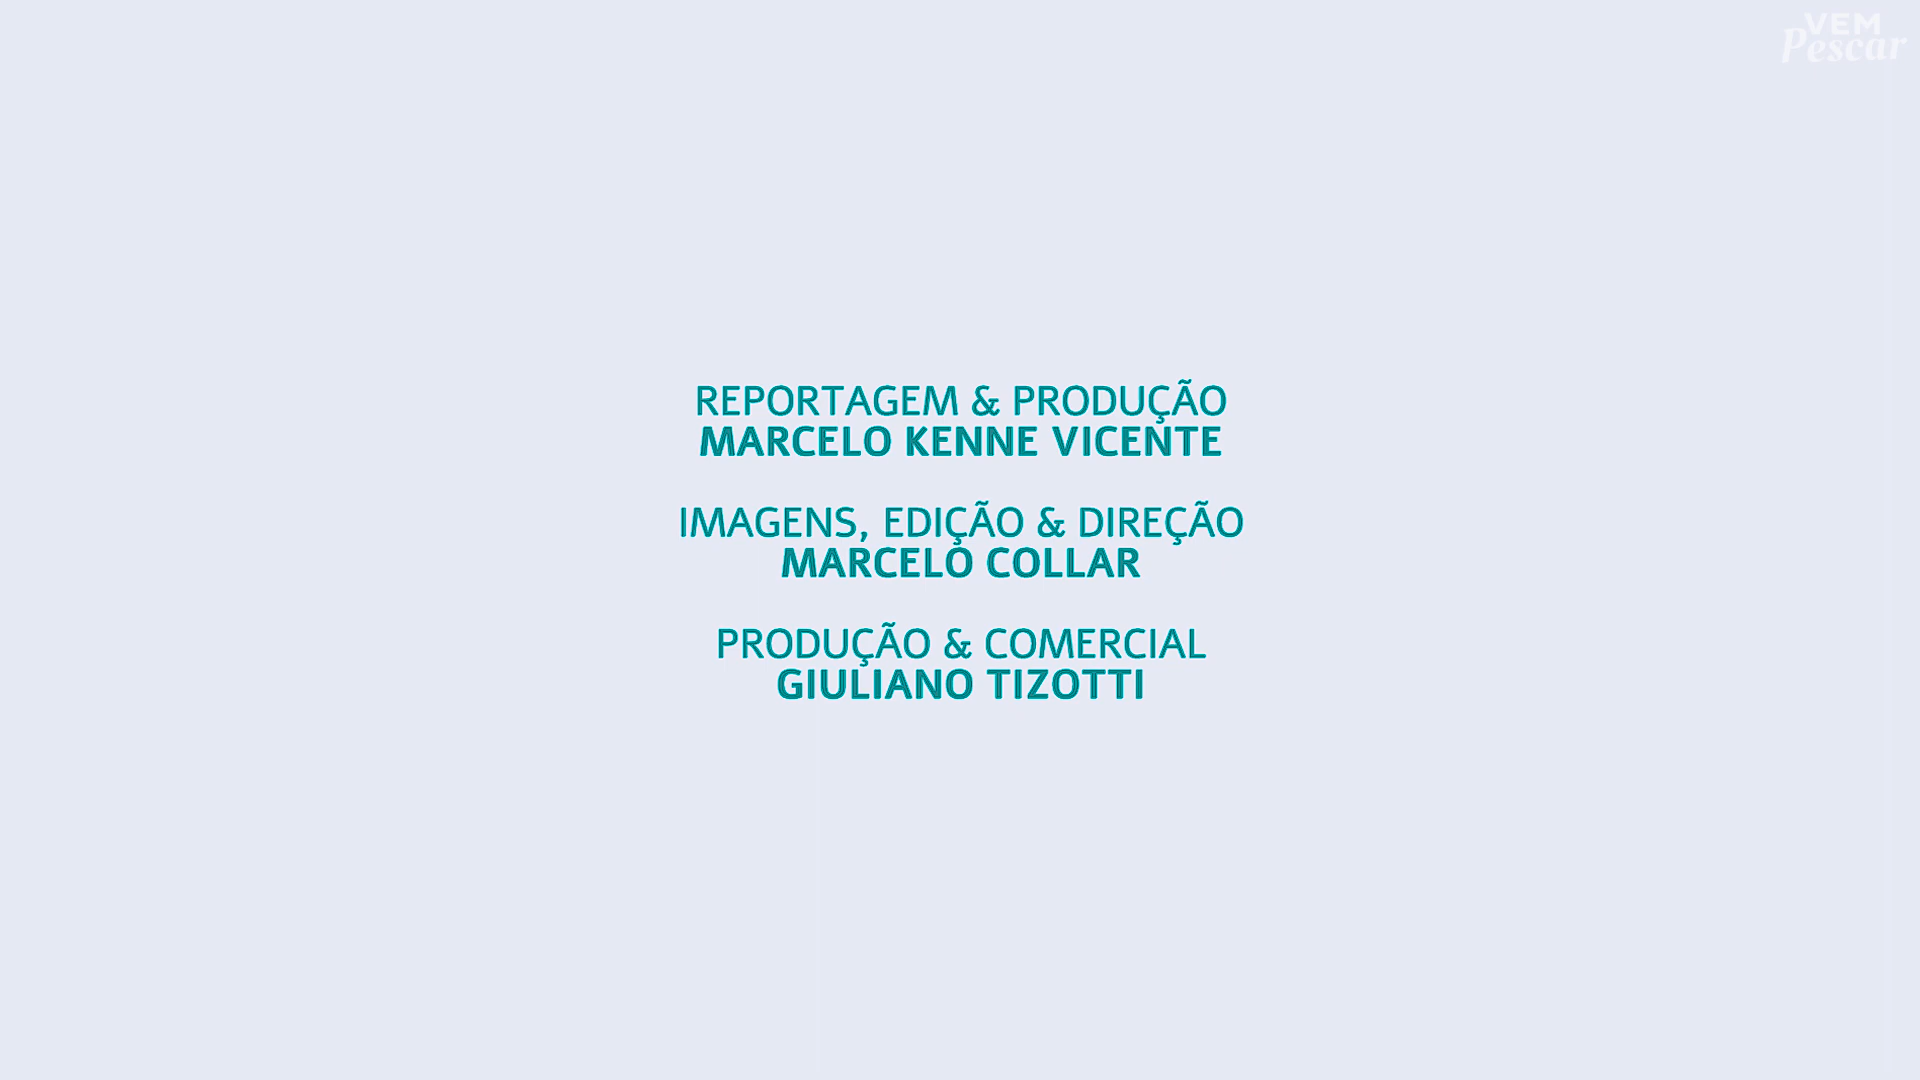 VEM
Pescar
REPORTAGEM & PRODUÇÃO
MARCELO KENNE VICENTE
IMAGENS, EDIÇÃO & DIREÇÃO
MARCELO COLLAR
PRODUÇÃO & COMERCIAL
GIULIANO TIZOTTI